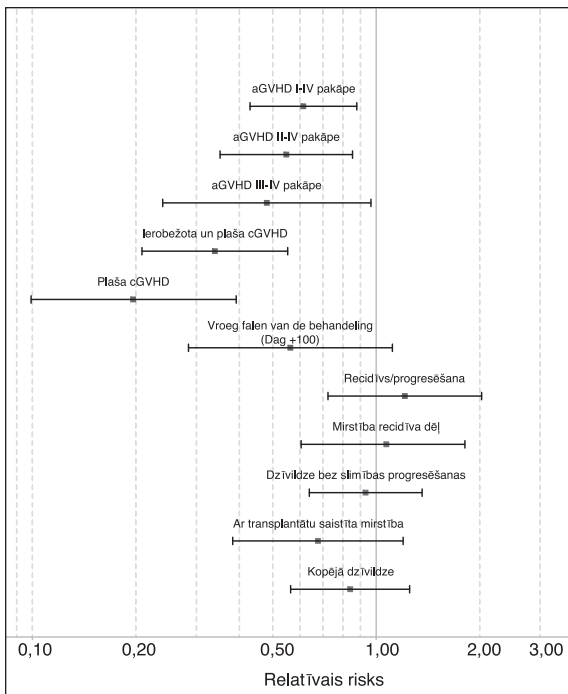 aGVHD I-IV pakāpe
aGVHD II-IV pakāpe
aGVHD III-IV pakāpe
Ierobežota un plaša cGVHD
Plaša cGVHD
Vroeg falen van de behandeling
(Dag +100)
Recidīvs/progresēšana
Mirstība recidīva dēļ
Dzīvildze bez slimības progresēšanas
Ar transplantātu saistīta mirstība
Kopējā dzīvildze
0,10 0,20 0,50 1,00 2,00 3,00
Relatīvais risks